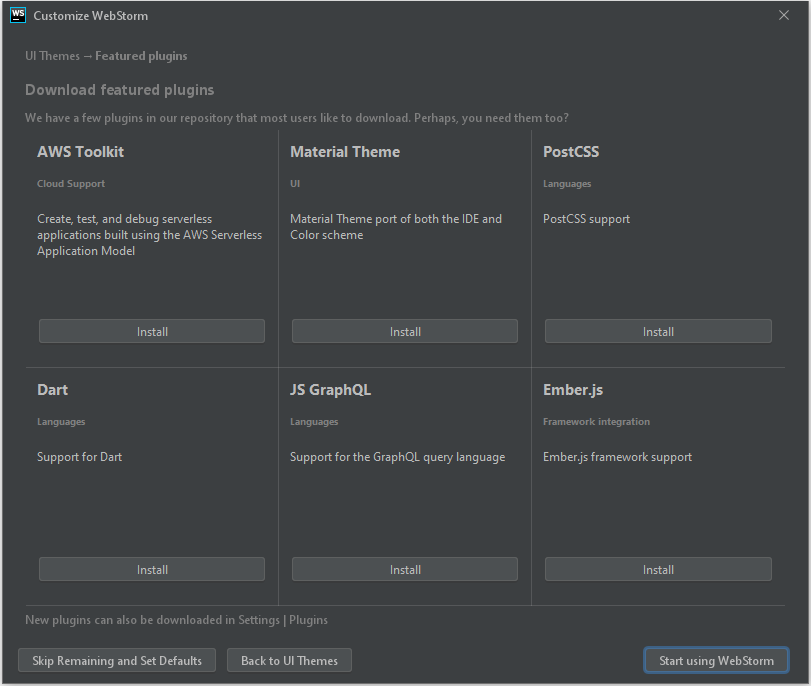 WS Customize WebStorm
UI Themes → Featured plugins
Download featured plugins
We have a few plugins in our repository that most users like to download. Perhaps, you need them too?
AWS Toolkit
Cloud Support
Create, test, and debug serverless
applications built using the AWS Serverless
Application Model
Install
Material Theme
UI
Material Theme port of both the IDE and
Color scheme
Install
PostCSS
Languages
PostCSS support
Install
Dart
Languages
Support for Dart
Install
JS GraphQL
Languages
Support for the GraphQL query language
Install
Ember.js
Framework integration
Ember.js framework support
Install
New plugins can also be downloaded in Settings | Plugins
Skip Remaining and Set Defaults
Back to UI Themes
Start using WebStorm